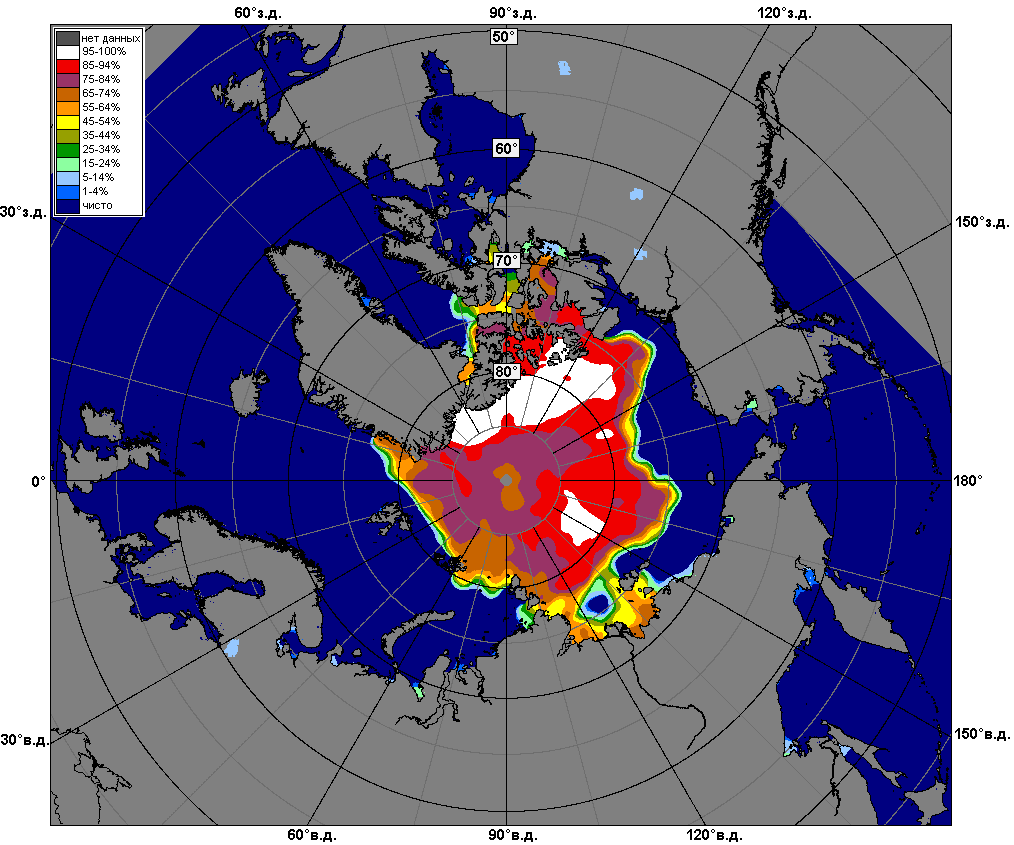 60°з.д.
90°з.д.
120°з.д.
50°
нет данных
95-100%
85-94%
75-84%
65-74%
55-64%
45-54%
35-44%
25-34%
15-24%
5-14%
1-4%
чисто
60°
30°з.д.
150°з.д.
70°
80°
0°
180°
30°в.д.
150°в.д.
60°в.д.
90°в.д.
120°в.д.